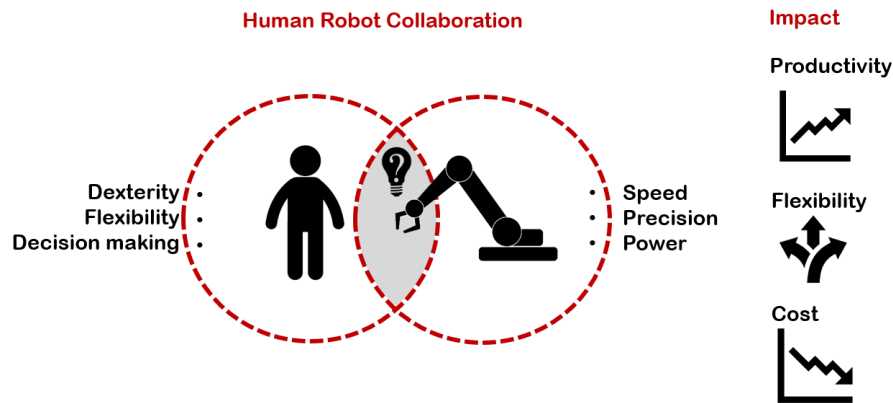 Human Robot Collaboration
Impact
Productivity
Dexterity •
Flexibility •
Decision making •
?
• Speed
• Precision
• Power
Flexibility
Cost